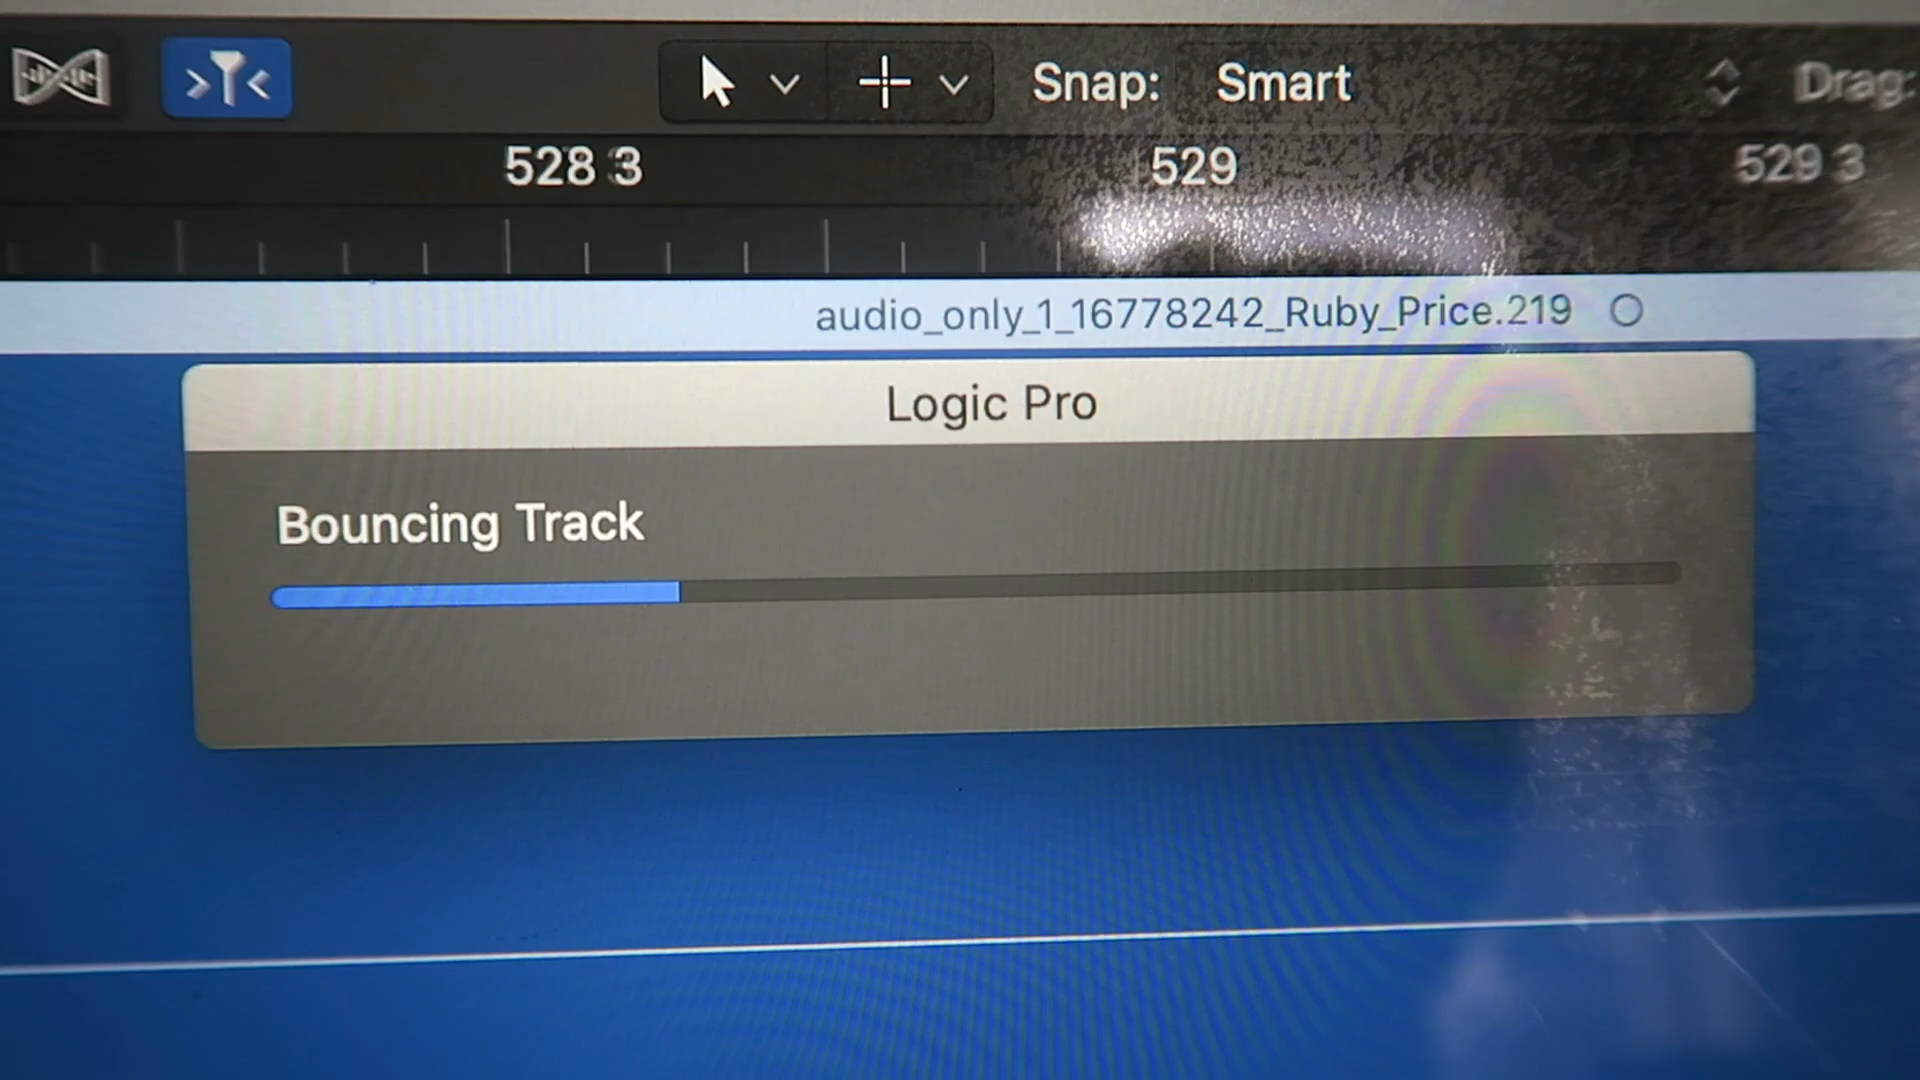 Snap: Smart Drag:
528 3 529 529 3
audio_only_1_16778242_Ruby_Price.219
Logic Pro
Bouncing Track